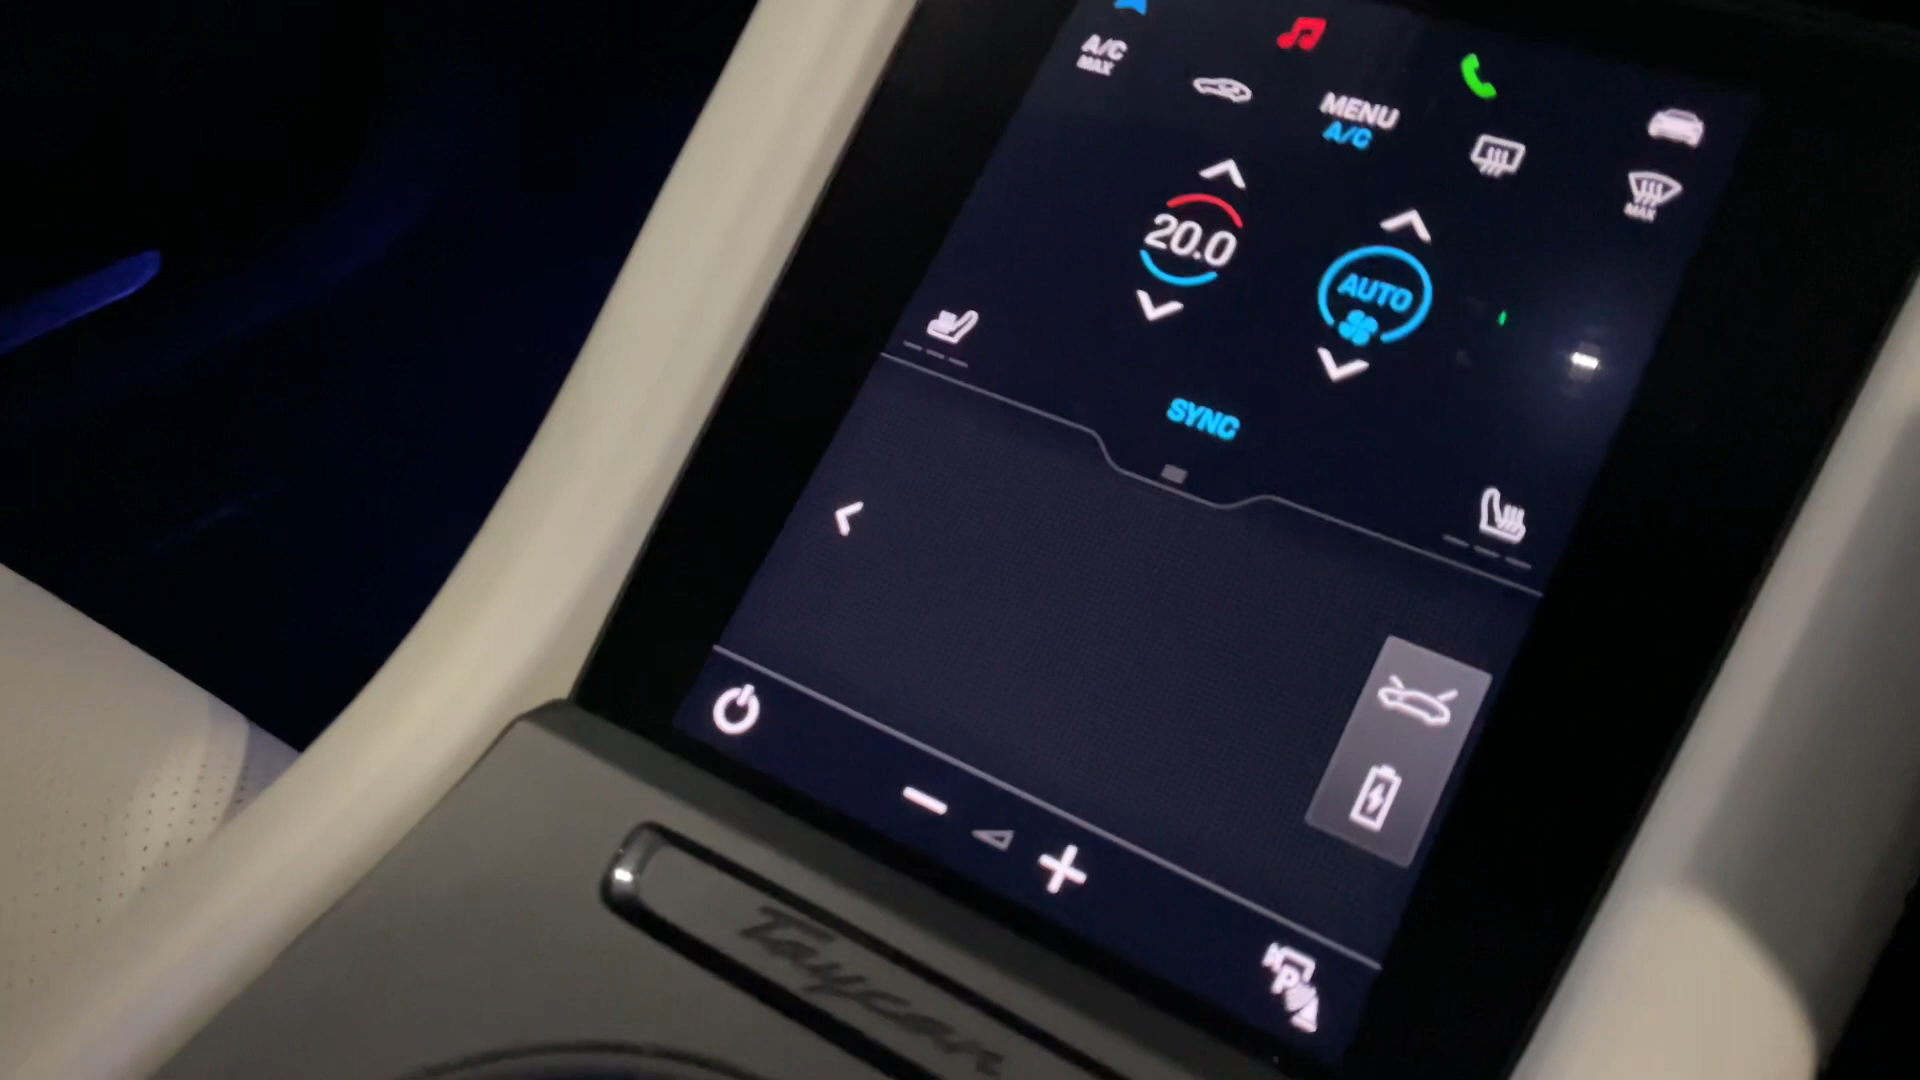 A/C
MAX
MENU
A/C
MAX
20.0
AUTO
SYNC
P
Taycan